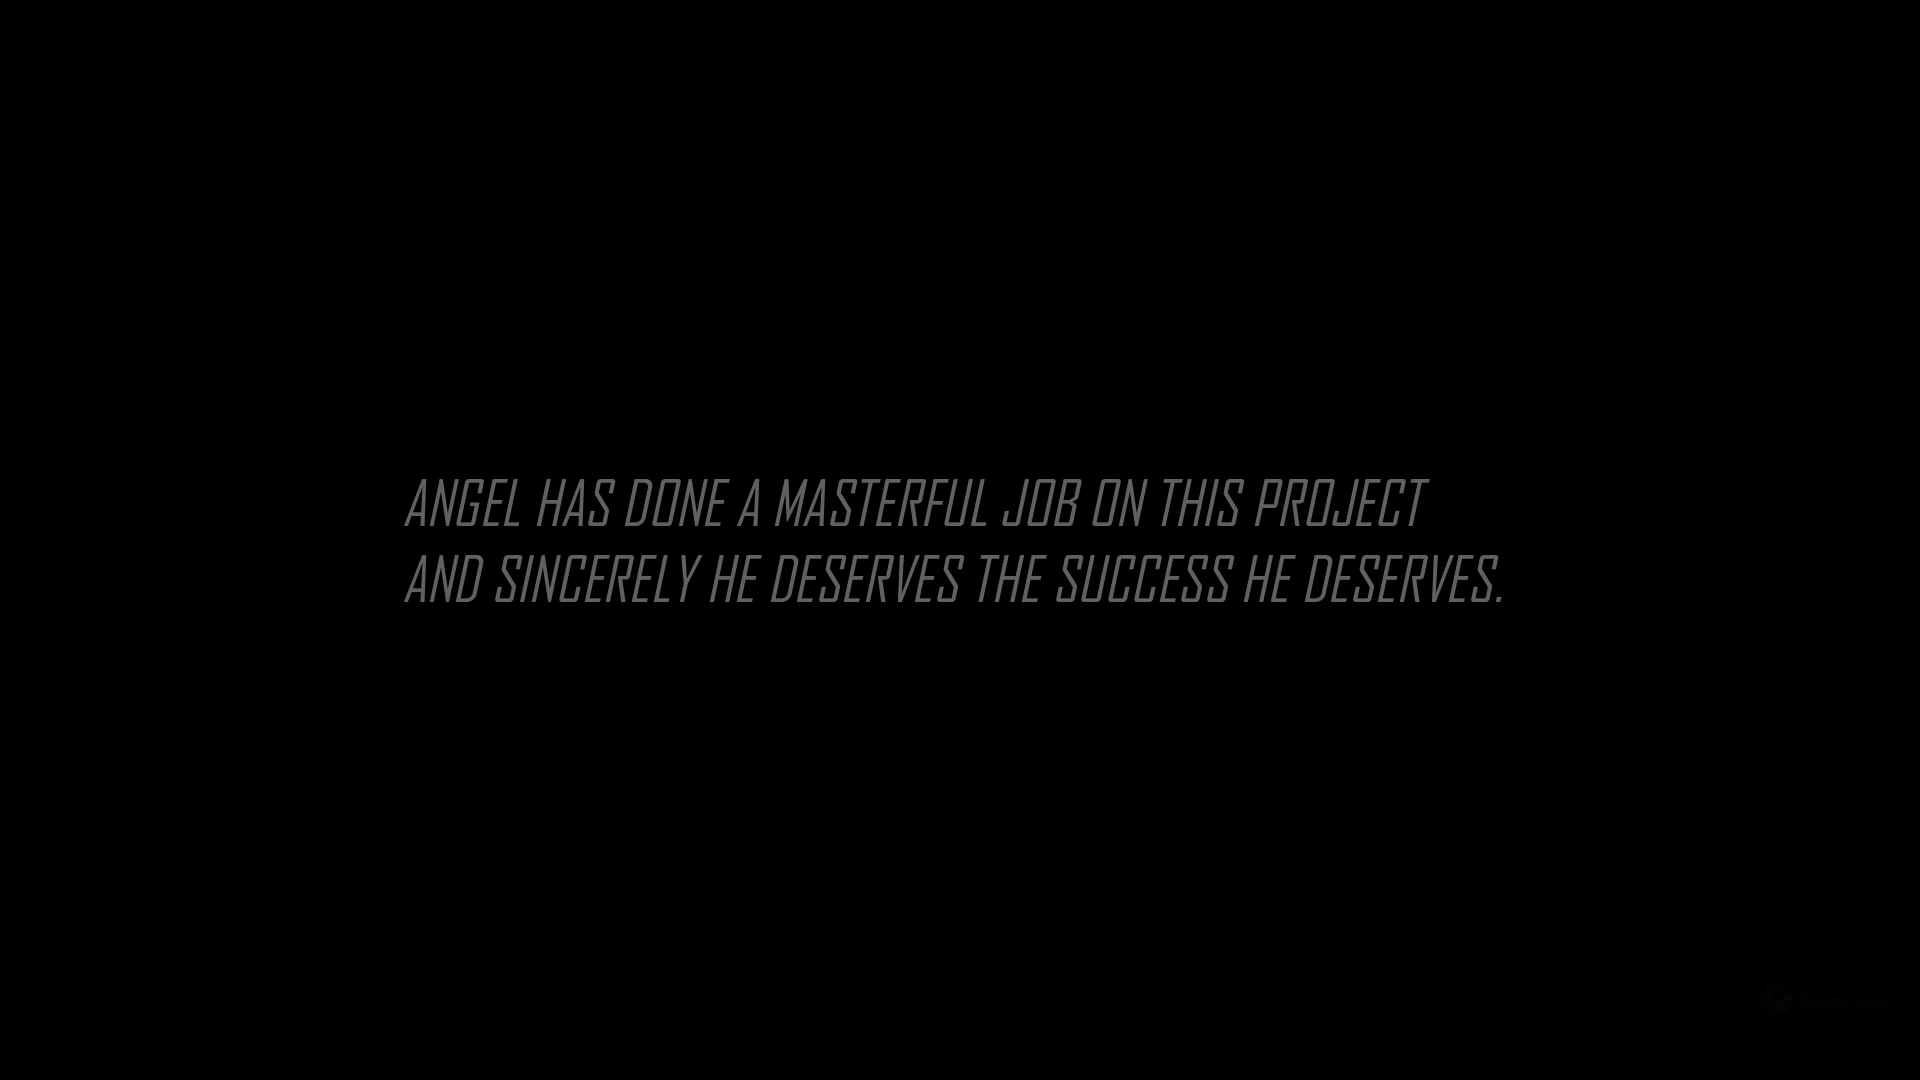 ANGEL HAS DONE A MASTERFUL JOB ON THIS PROJECT
AND SINCERELY HE DESERVES THE SUCCESS HE DESERVES.